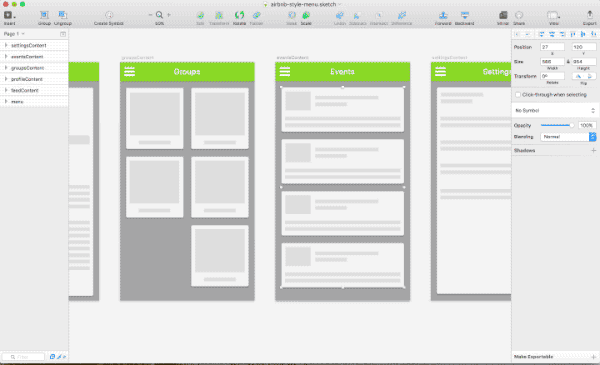 airbnb-style-menu.sketch
Insert
Group
Ungroup
Create Symbol
50%
Edit
Transform
Rotate
Flatten
Mask
Scale
Union
Subtract
Intersect
Difference
Forward
Backward
Mirror
Share
View
Export
Page 1
settingsContent
eventsContent
groupsContent
profileContent
feedContent
menu
groupsContent
Groups
eventsContent
Events
settingsContent
Settings
Position
27
130
X
Y
Size
Width
Height
Transform
0°
Rotate
Flip
Click-through when selecting
No Symbol
Opacity
100%
Blending
Normal
Shadows
Make Exportable